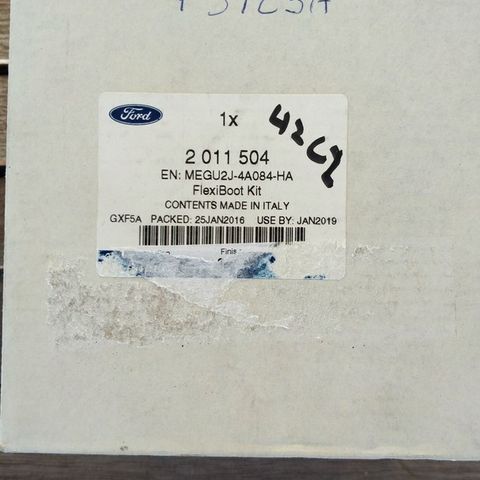 Ford
1x
2 011 504
EN: MEGU2J-4A084-HA
FlexiBoot Kit
CONTENTS MADE IN ITALY
GXF5A PACKED: 25JAN2016 USE BY: JAN2019
Finis